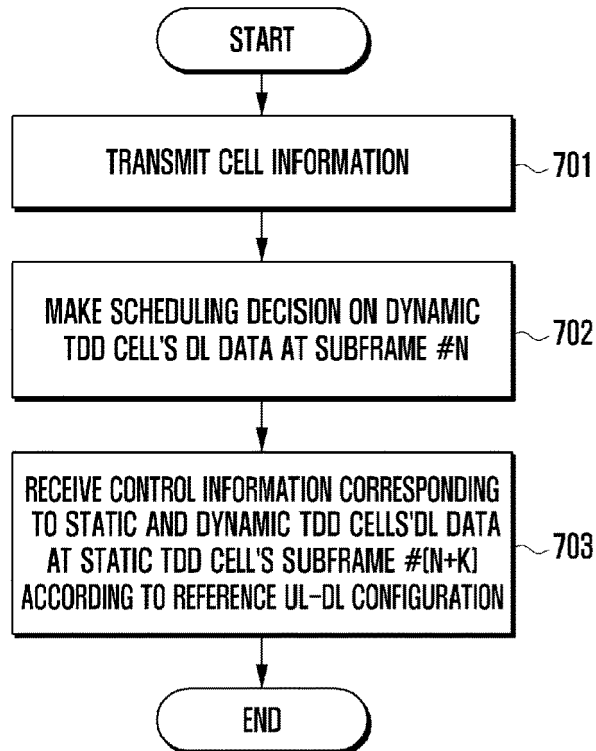 START
TRANSMIT CELL INFORMATION
701
MAKE SCHEDULING DECISION ON DYNAMIC
TDD CELL'S DL DATA AT SUBFRAME #N
702
RECEIVE CONTROL INFORMATION CORRESPONDING
TO STATIC AND DYNAMIC TDD CELLS'DL DATA
AT STATIC TDD CELL'S SUBFRAME #(N+K)
ACCORDING TO REFERENCE UL-DL CONFIGURATION
703
END